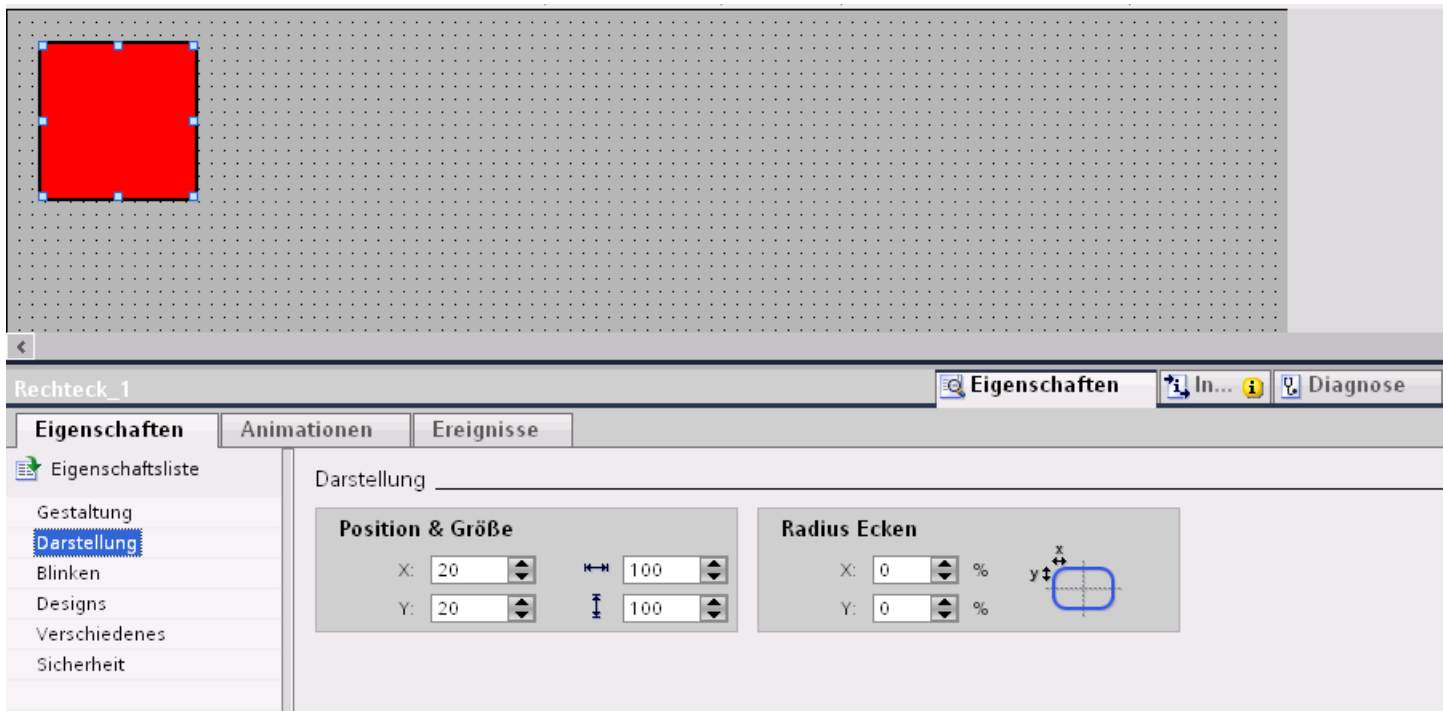 Rechteck_1
Eigenschaften
In...
Diagnose
Eigenschaften
Animationen
Ereignisse
Eigenschaftsliste
Gestaltung
Darstellung
Blinken
Designs
Verschiedenes
Sicherheit
Darstellung
Position & Größe
X: 20 100
Y: 20 100
Radius Ecken
X: 0 %
Y: 0 %
x
y